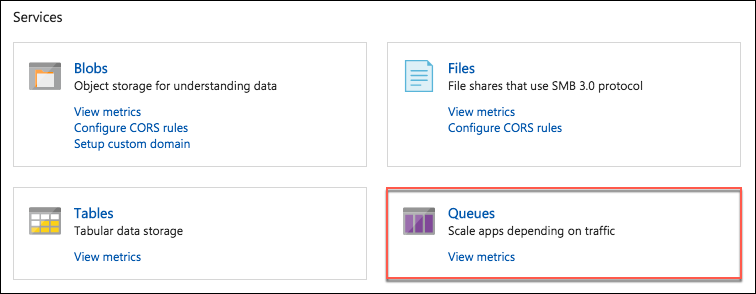 Services
Blobs
Object storage for understanding data
View metrics
Configure CORS rules
Setup custom domain
Files
File shares that use SMB 3.0 protocol
View metrics
Configure CORS rules
Tables
Tabular data storage
View metrics
Queues
Scale apps depending on traffic
View metrics